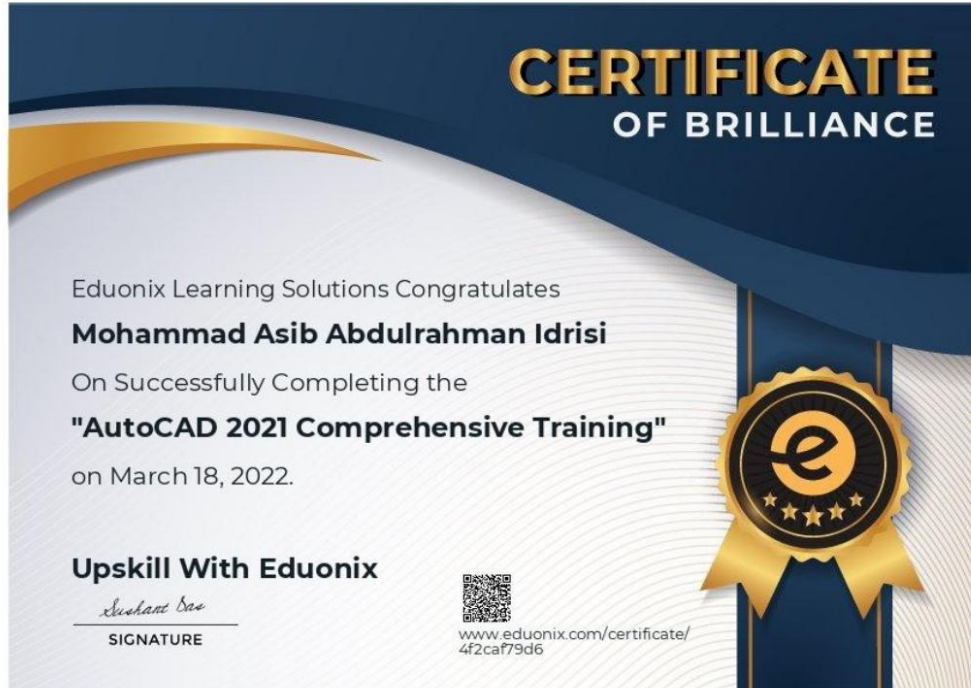 CERTIFICATE
OF BRILLIANCE
Eduonix Learning Solutions Congratulates
Mohammad Asib Abdulrahman Idrisi
On Successfully Completing the
"AutoCAD 2021 Comprehensive Training"
on March 18, 2022.
e
Upskill With Eduonix
Sushant Das
SIGNATURE
www.eduonix.com/certificate/
4f2caf79d6